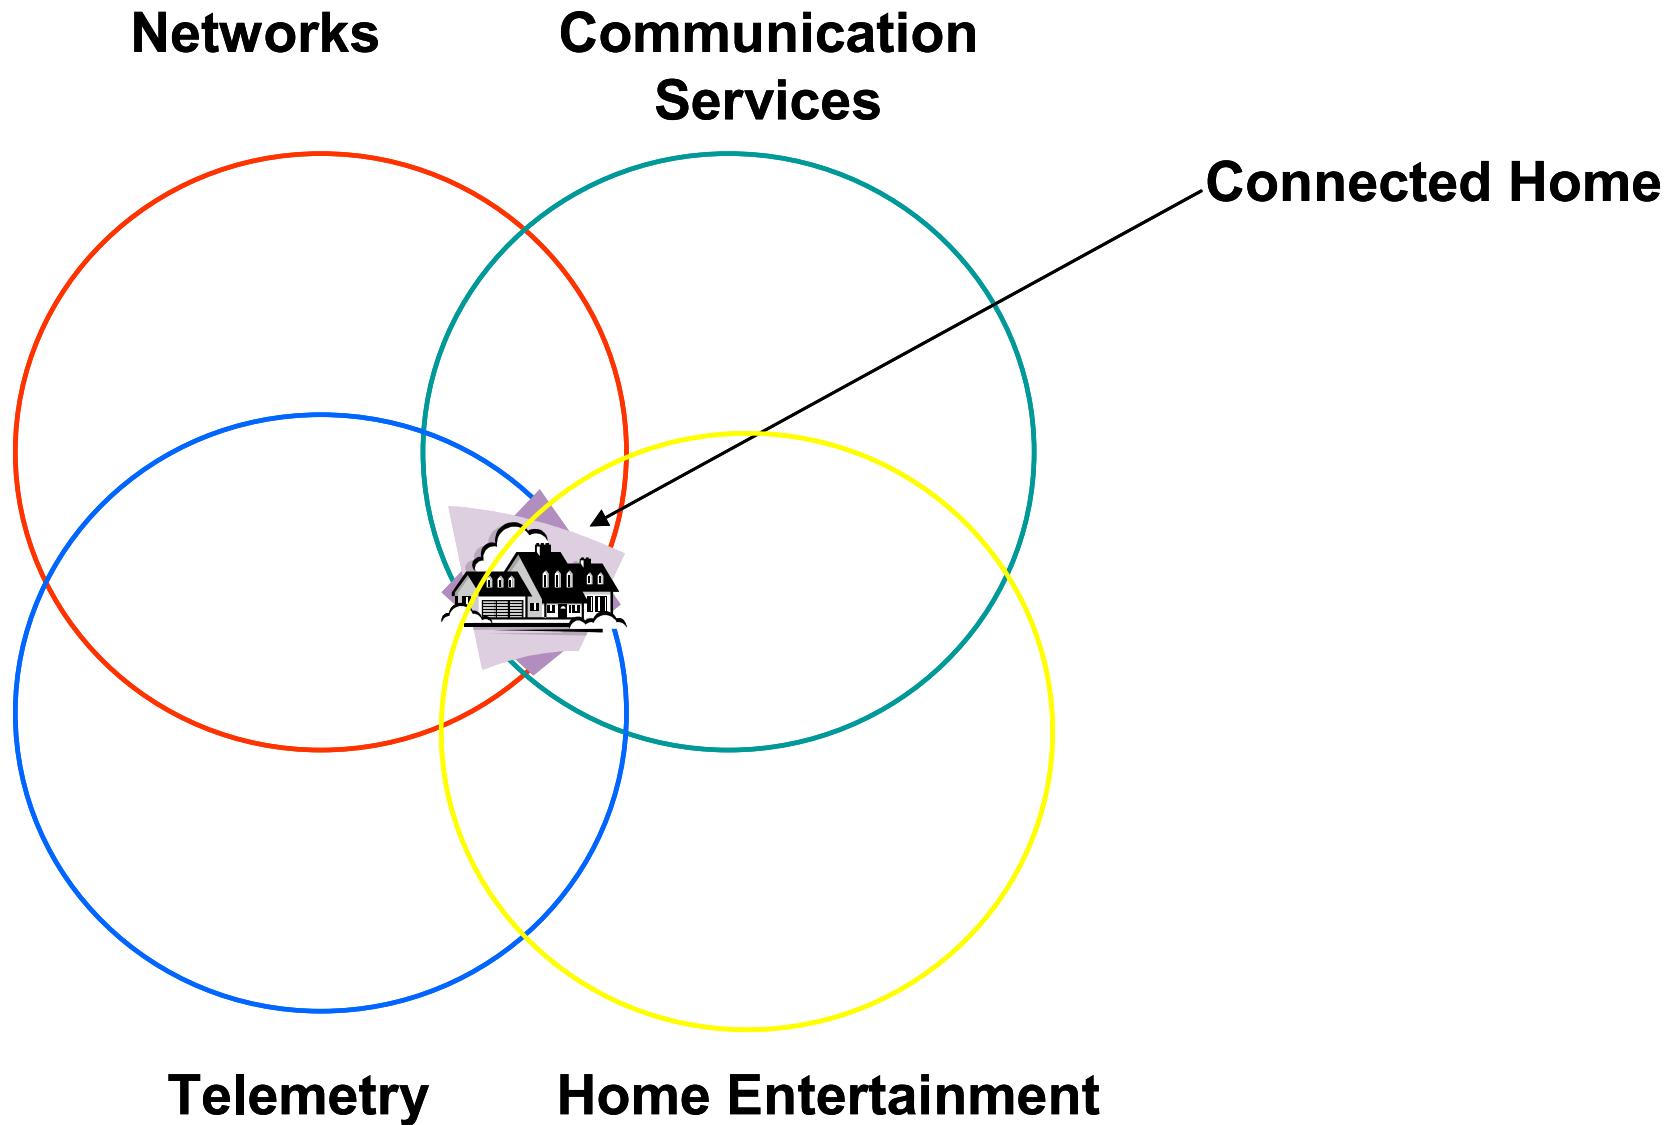 Networks
Communication
Services
Connected Home
Telemetry
Home Entertainment